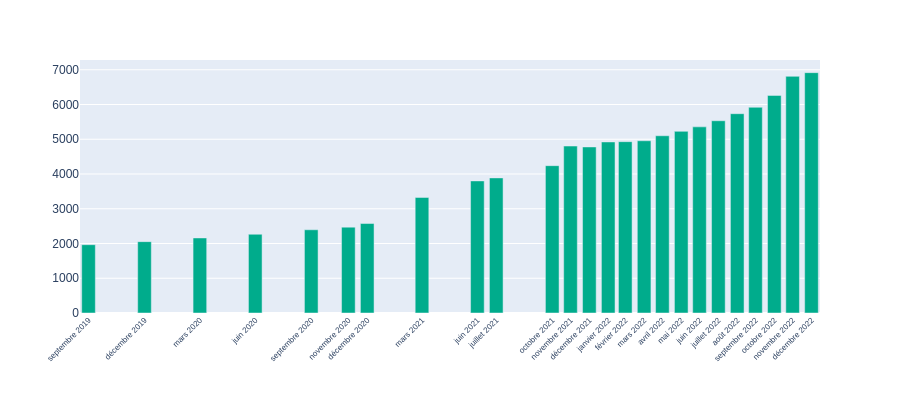 7000
6000
5000
4000
3000
2000
1000
0
septembre 2019
décembre 2019
mars 2020
juin 2020
septembre 2020
novembre 2020
décembre 2020
mars 2021
juin 2021
juillet 2021
octobre 2021
novembre 2021
décembre 2021
janvier 2022
février 2022
mars 2022
avril 2022
mai 2022
juin 2022
juillet 2022
août 2022
septembre 2022
octobre 2022
novembre 2022
décembre 2022